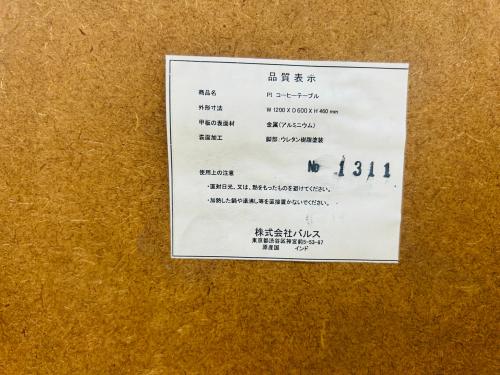 品質表示
商品名 PI コーヒーテーブル
外形寸法 W 1200 X D 600 X H 460 mm
甲板の表面材 金属(アルミニウム)
表面加工 脚部:ウレタン樹脂塗装
No 1311
使用上の注意
・直射日光、又は、熱をもったものを避けてください。
・加熱した鍋や湯沸し等を直接置かないでください。
株式会社バルス
東京都渋谷区神宮前5-53-67
原産国 インド